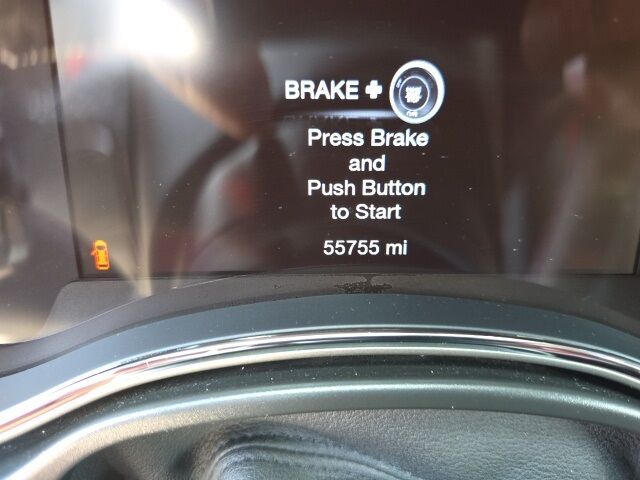 BRAKE +
Press Brake
and
Push Button
to Start
55755 mi